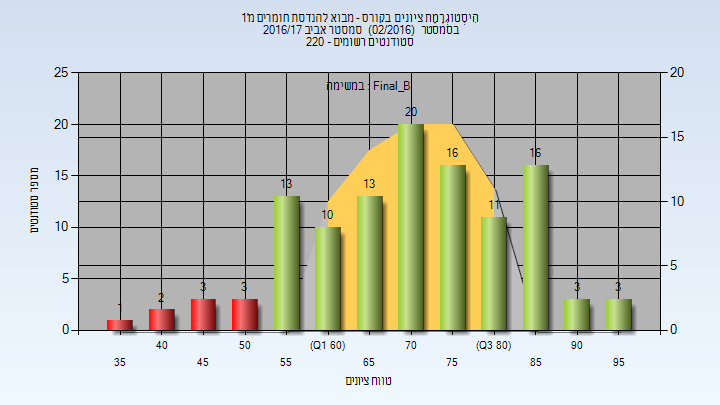 היסטוגרמת ציונים בקורס - מבוא להנדסת חומרים מ'1
בסמסטר (02/2016) סמסטר אביב 2016/17
סטודנטים רשומים - 220
במשימה : Final_B
25 20 15 10 5 0
מספר סטודנטים
20 15 10 5 0
1 2 3 3 13 10 13 20 16 11 16 3 3
40 50 (Q1 60) 70 (Q3 80) 90
35 45 55 65 75 85 95
טווח ציונים